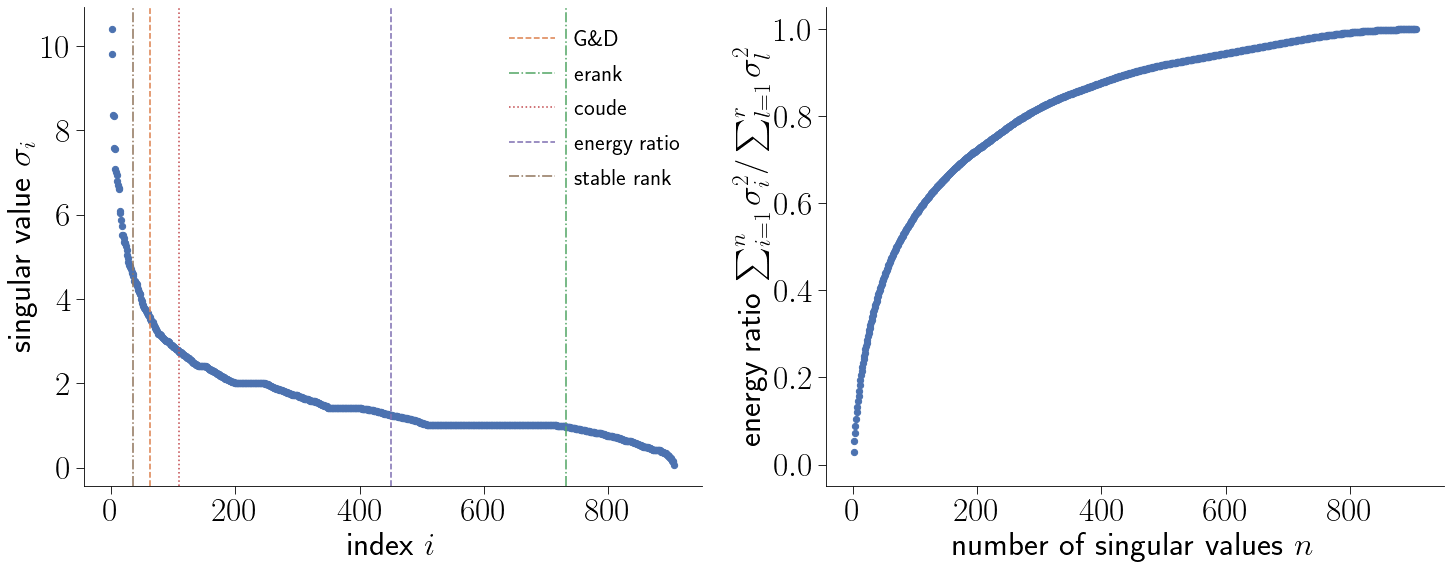 singular value σ_i
10
8
6
4
2
0
0 200 400 600 800
index i
G&D
erank
coude
energy ratio
stable rank
energy ratio ∑_{i=1}^{n} σ_i^2 / ∑_{l=1}^{r} σ_l^2
1.0
0.8
0.6
0.4
0.2
0.0
0 200 400 600 800
number of singular values n